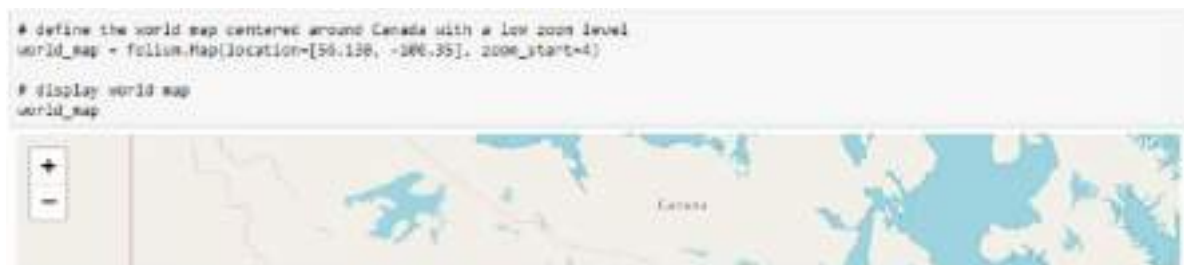 # define the world map centered around Canada with a low zoom level
world_map = folium.Map(location=[56.130, -106.35], zoom_start=4)
# display world map
world_map
+
−
Canada